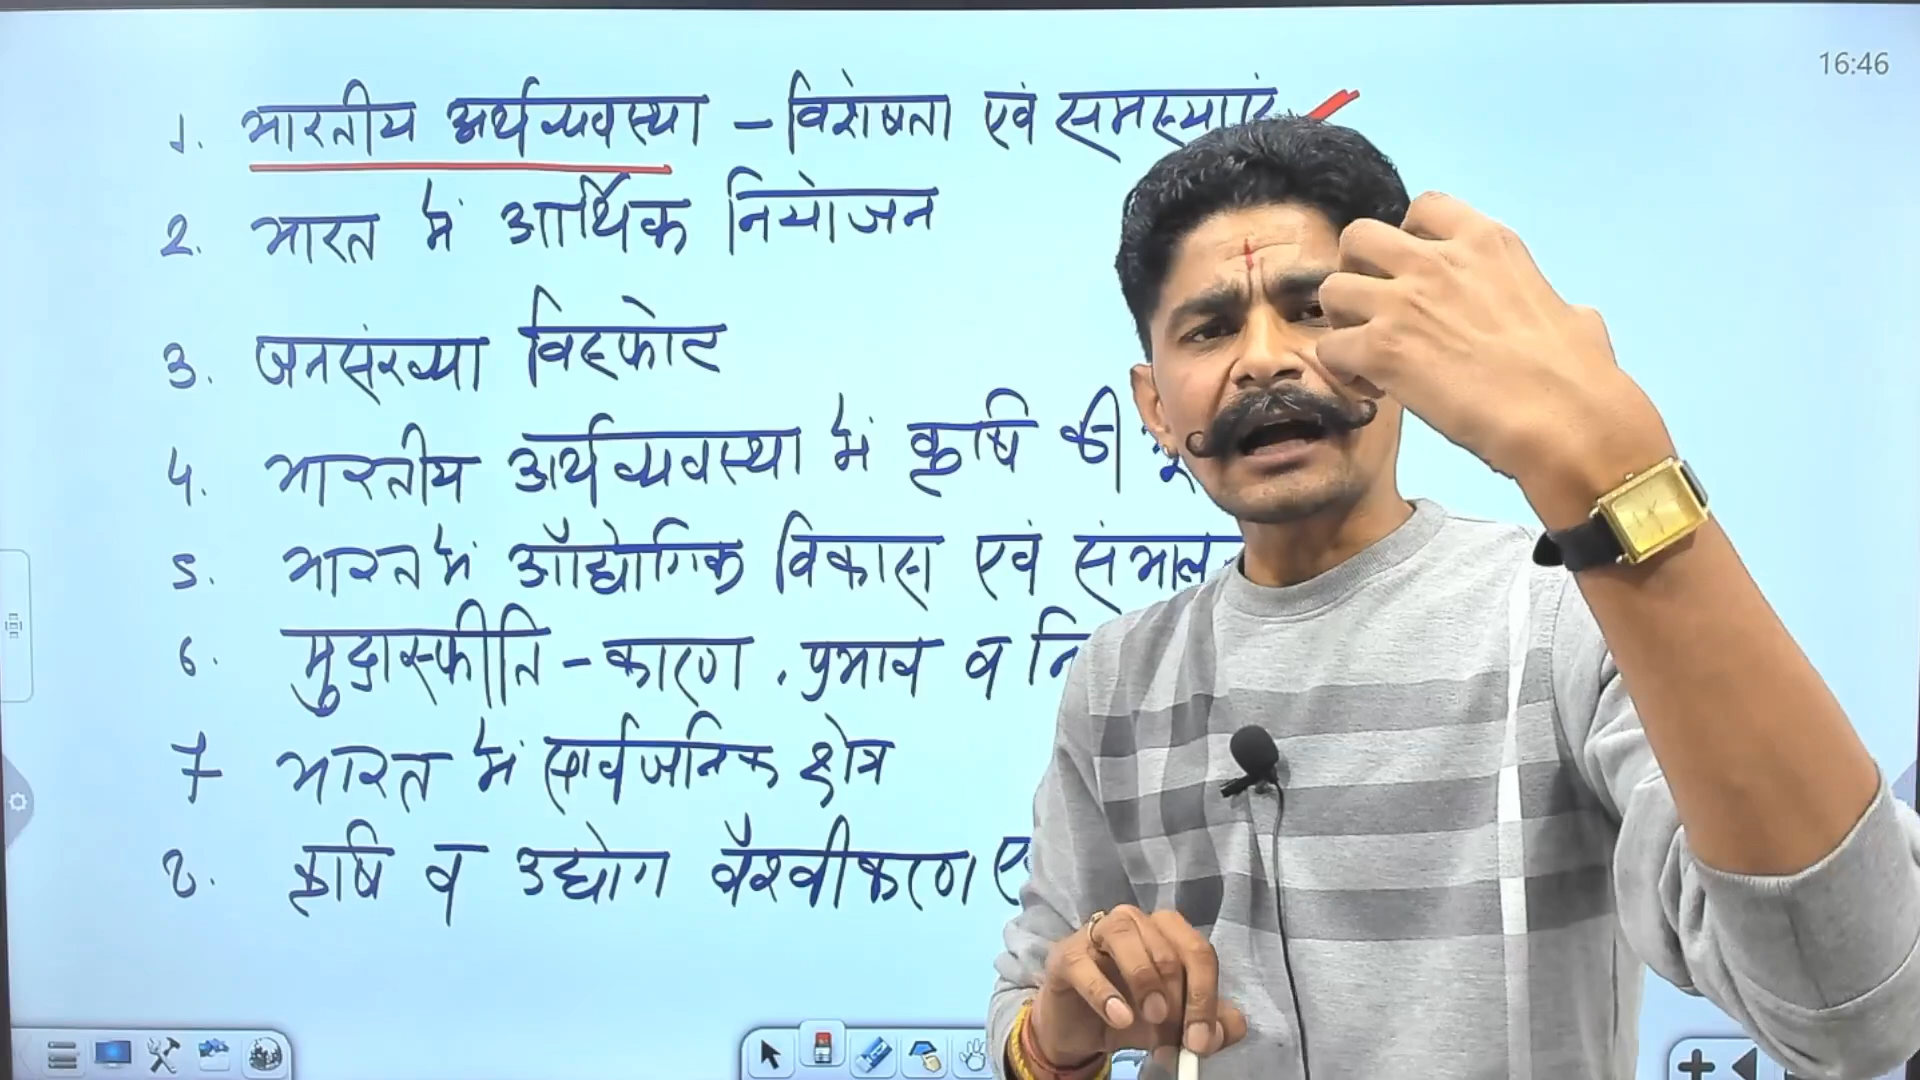 16:46
1. भारतीय अर्थव्यवस्था – विशेषता एवं समस्याएं
2. भारत में आर्थिक नियोजन
3. जनसंख्या विस्फोट
4. भारतीय अर्थव्यवस्था में कृषि की
5. भारत में औद्योगिक विकास एवं
6. मुद्रास्फीति – कारण, प्रभाव व
7 भारत में सार्वजनिक क्षेत्र
8. कृषि व उद्योग वैश्वीकरण